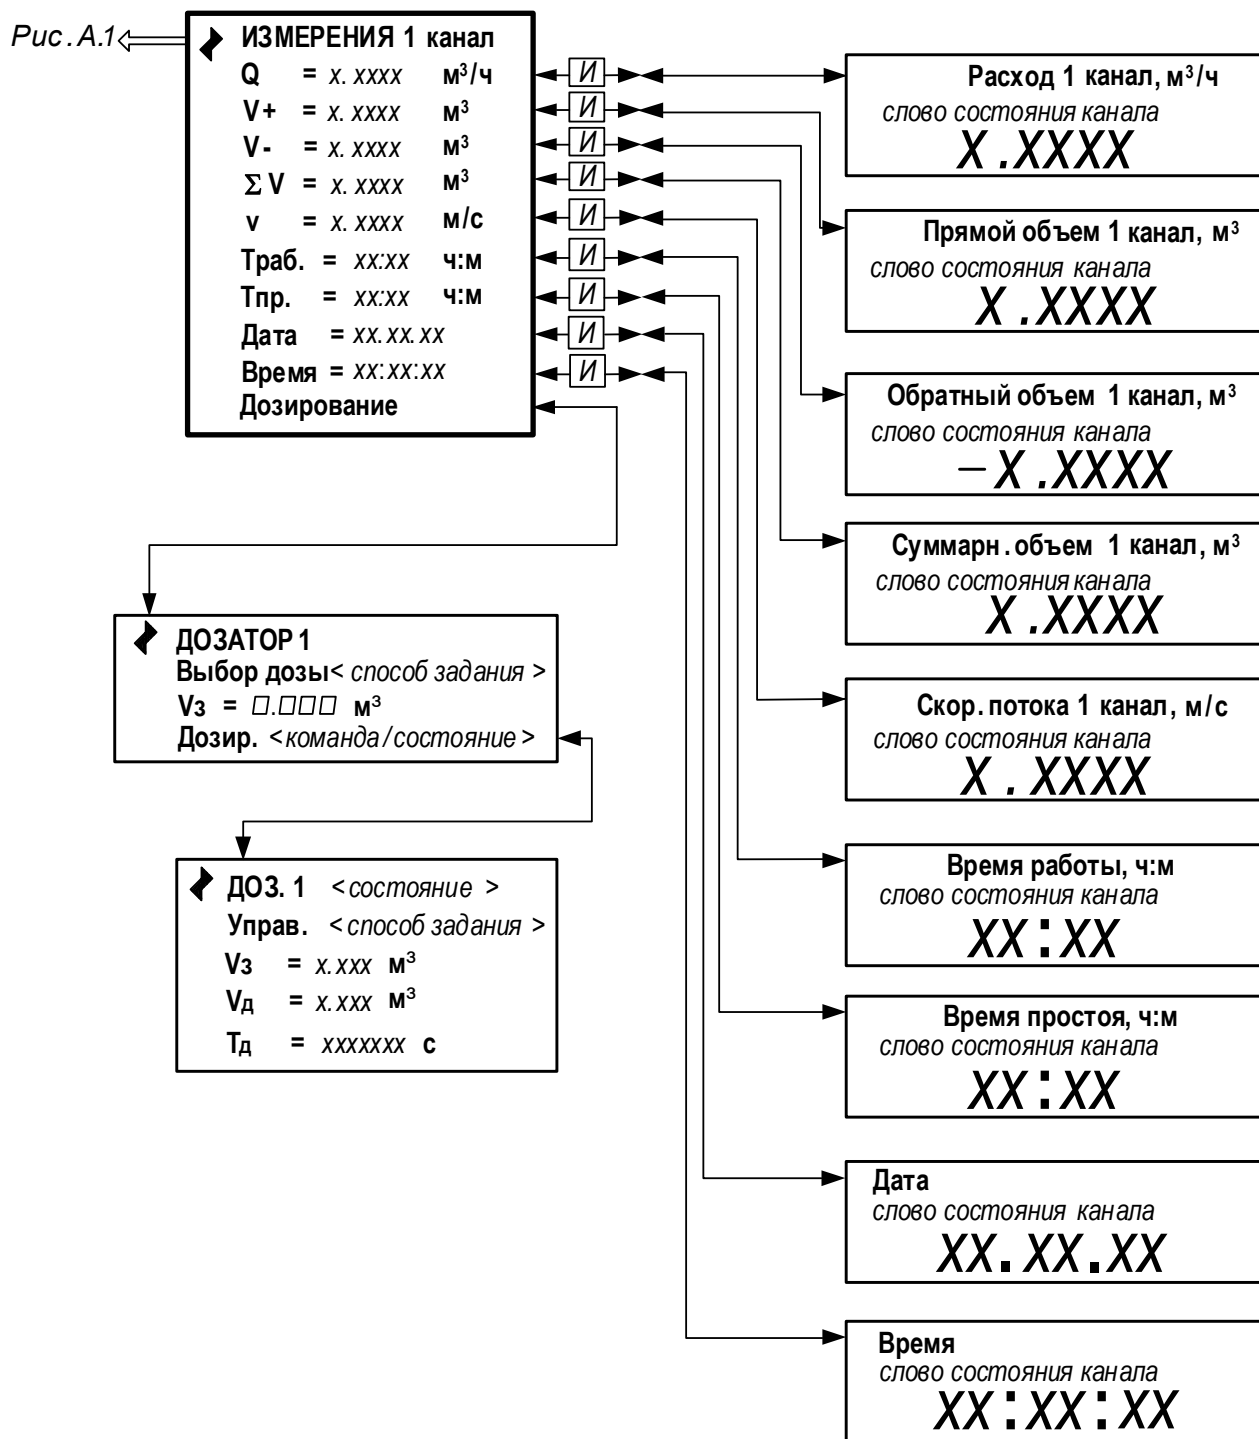 Рис.А.1
ИЗМЕРЕНИЯ 1 канал
Q = x.xxxx м³/ч
V+ = x.xxxx м³
V- = x.xxxx м³
ΣV = x.xxxx м³
v = x.xxxx м/с
Траб. = xx:xx ч:м
Тпр. = xx:xx ч:м
Дата = xx.xx.xx
Время = xx:xx:xx
Дозирование
И
И
И
И
И
И
И
И
И
Расход 1 канал, м³/ч
слово состояния канала
X.XXXX
Прямой объем 1 канал, м³
слово состояния канала
X.XXXX
Обратный объем 1 канал, м³
слово состояния канала
–X.XXXX
Суммарн.объем 1 канал, м³
слово состояния канала
X.XXXX
Скор.потока 1 канал, м/с
слово состояния канала
X.XXXX
Время работы, ч:м
слово состояния канала
XX:XX
Время простоя, ч:м
слово состояния канала
XX:XX
Дата
слово состояния канала
XX.XX.XX
Время
слово состояния канала
XX:XX:XX
ДОЗАТОР 1
Выбор дозы< способ задания >
Vз = □.□□□ м³
Дозир. <команда/состояние>
ДОЗ. 1 <состояние >
Управ. <способ задания >
Vз = x.xxx м³
Vд = x.xxx м³
Тд = xxxxxxx с